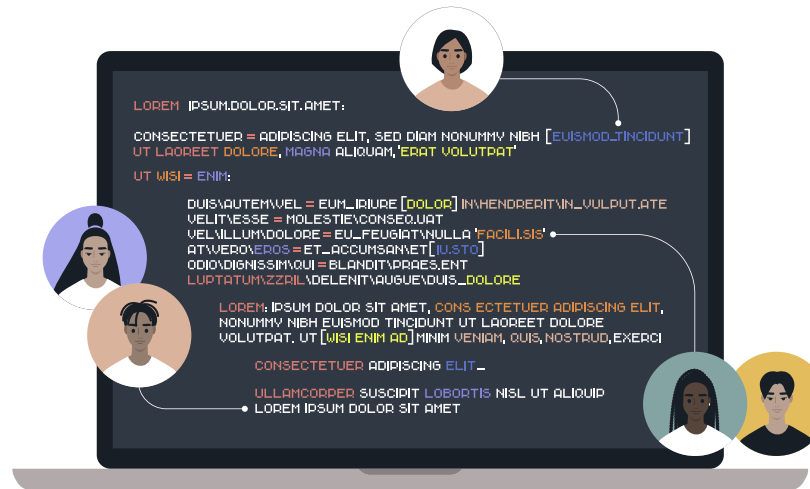 LOREM IPSUM.DOLOR.SIT.AMET:
CONSECTETUER = ADIPISCING ELIT, SED DIAM NONUMMY NIBH [EUISMOD_TINCIDUNT]
UT LAOREET DOLORE, MAGNA ALIQUAM,'ERAT VOLUTPAT'
UT WISI = ENIM:
DUIS\AUTEM\VEL = EUM_IRIURE [DOLOR] IN\HENDRERIT\IN_VULPUT.ATE
VELIT\ESSE = MOLESTIE\CONSEQ.UAT
VEL\ILLUM\DOLORE = EU_FEUGIAT\NULLA 'FACILI.SIS'
AT\VERO\EROS = ET_ACCUMSAN\ET[IU.STO]
ODIO\DIGNISSIM\QUI = BLANDIT\PRAES.ENT
LUPTATUM\ZZRIL\DELENIT\AUGUE\DUIS_DOLORE
LOREM: IPSUM DOLOR SIT AMET, CONS ECTETUER ADIPISCING ELIT,
NONUMMY NIBH EUISMOD TINCIDUNT UT LAOREET DOLORE
VOLUTPAT. UT [WISI ENIM AD] MINIM VENIAM, QUIS, NOSTRUD, EXERCI
CONSECTETUER ADIPISCING ELIT_
ULLAMCORPER SUSCIPIT LOBORTIS NISL UT ALIQUIP
LOREM IPSUM DOLOR SIT AMET